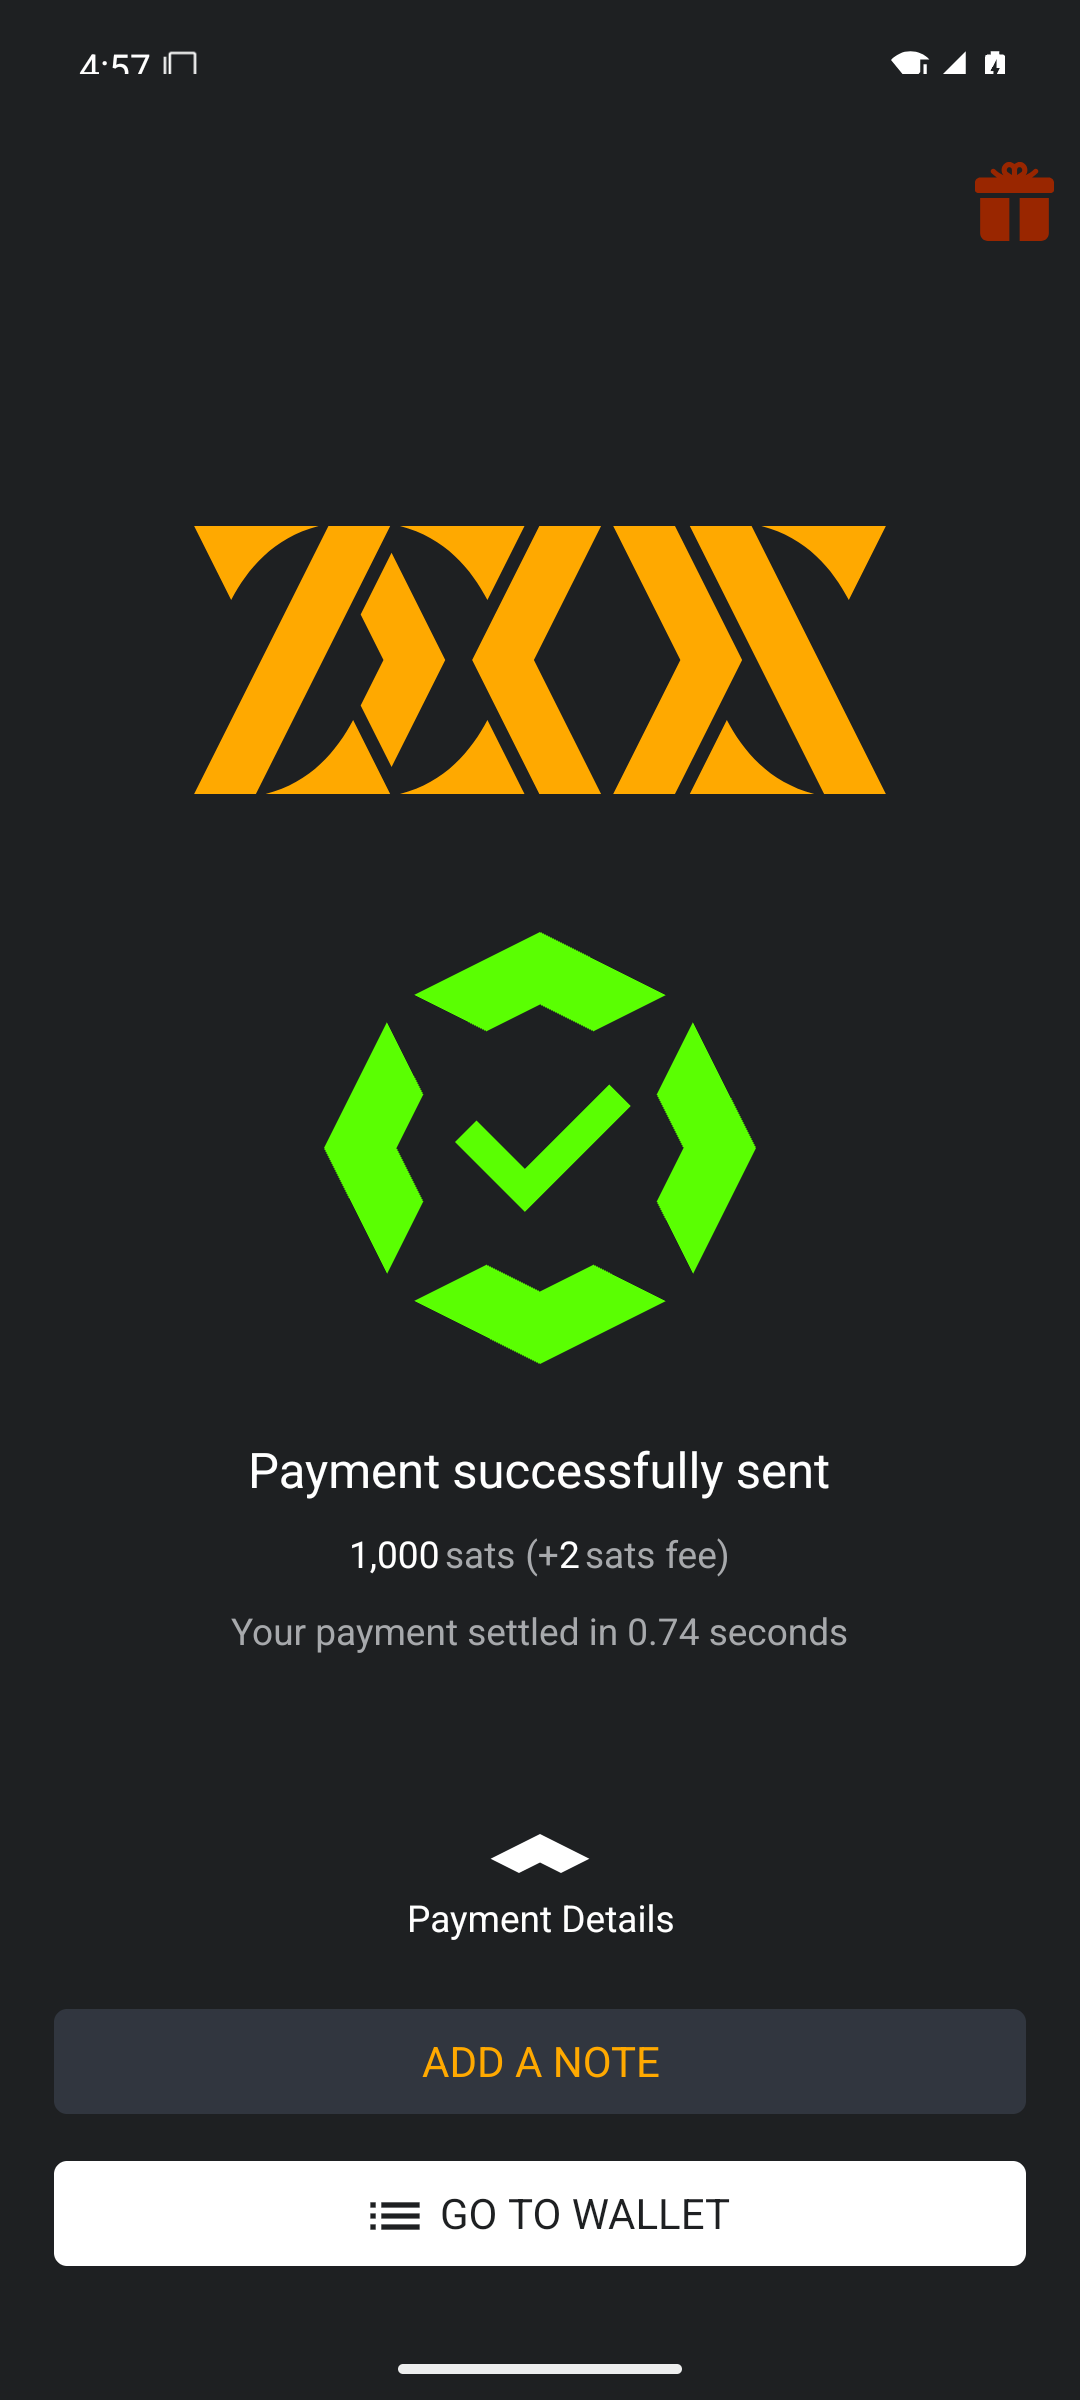 4:57
Payment successfully sent
1,000 sats (+2 sats fee)
Your payment settled in 0.74 seconds
Payment Details
ADD A NOTE
GO TO WALLET